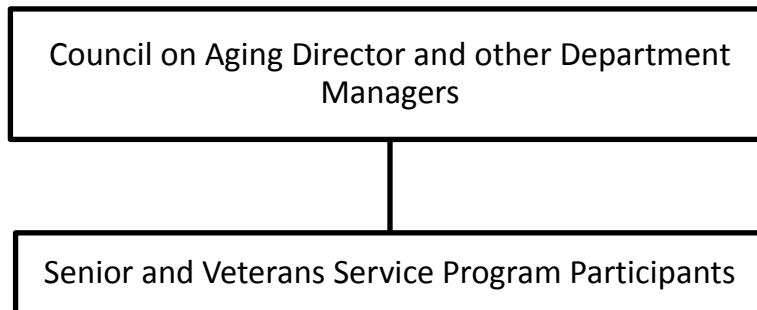 Council on Aging Director and other Department
Managers
Senior and Veterans Service Program Participants